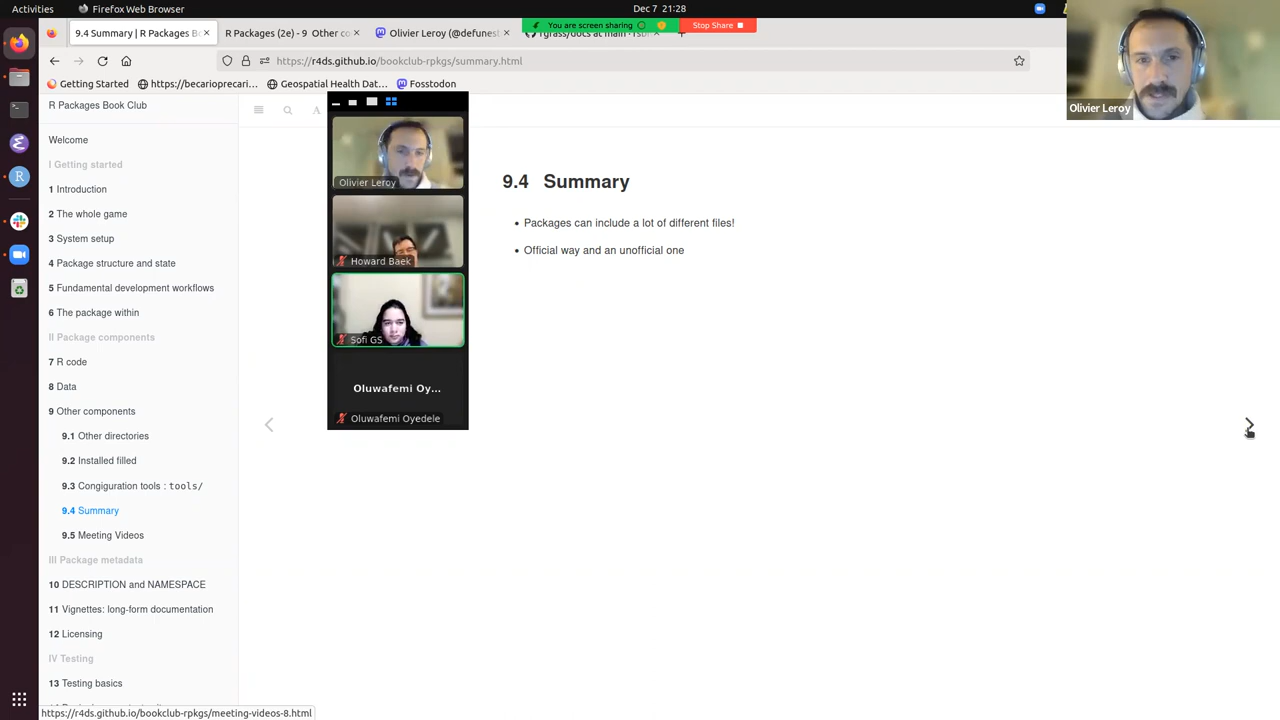 Activities
Firefox Web Browser
Dec 7 21:28
You are screen sharing
Stop Share
9.4 Summary | R Packages Bo
R Packages (2e) - 9 Other co
Olivier Leroy (@defunes
rgrass/docs at main
https://r4ds.github.io/bookclub-rpkgs/summary.html
Getting Started
https://becarioprecari...
Geospatial Health Dat...
Fosstodon
R Packages Book Club
Welcome
I Getting started
1 Introduction
2 The whole game
3 System setup
4 Package structure and state
5 Fundamental development workflows
6 The package within
II Package components
7 R code
8 Data
9 Other components
9.1 Other directories
9.2 Installed filled
9.3 Congiguration tools : tools/
9.4 Summary
9.5 Meeting Videos
III Package metadata
10 DESCRIPTION and NAMESPACE
11 Vignettes: long-form documentation
12 Licensing
IV Testing
13 Testing basics
https://r4ds.github.io/bookclub-rpkgs/meeting-videos-8.html
A
Olivier Leroy
Howard Baek
Sofi GS
Oluwafemi Oy...
Oluwafemi Oyedele
9.4 Summary
• Packages can include a lot of different files!
• Official way and an unofficial one
Olivier Leroy